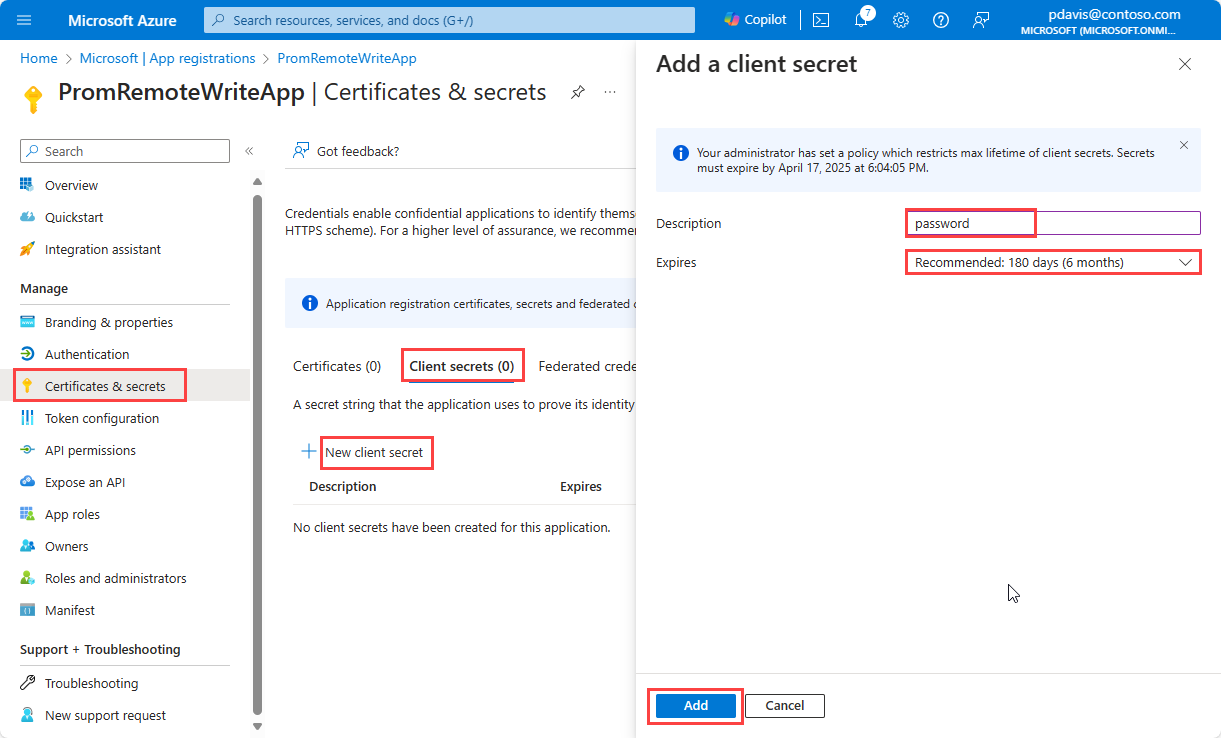 Microsoft Azure
Search resources, services, and docs (G+/)
Copilot
7
pdavis@contoso.com
MICROSOFT (MICROSOFT.ONMI...
Home > Microsoft | App registrations > PromRemoteWriteApp
PromRemoteWriteApp | Certificates & secrets
...
Search
«
Overview
Quickstart
Integration assistant
Manage
Branding & properties
Authentication
Certificates & secrets
Token configuration
API permissions
Expose an API
App roles
Owners
Roles and administrators
Manifest
Support + Troubleshooting
Troubleshooting
New support request
Got feedback?
Credentials enable confidential applications to identify themse
HTTPS scheme). For a higher level of assurance, we recommen
Application registration certificates, secrets and federated c
Certificates (0)
Client secrets (0)
Federated crede
A secret string that the application uses to prove its identity
New client secret
Description
Expires
No client secrets have been created for this application.
Add a client secret
Your administrator has set a policy which restricts max lifetime of client secrets. Secrets
must expire by April 17, 2025 at 6:04:05 PM.
Description
password
Expires
Recommended: 180 days (6 months)
Add
Cancel